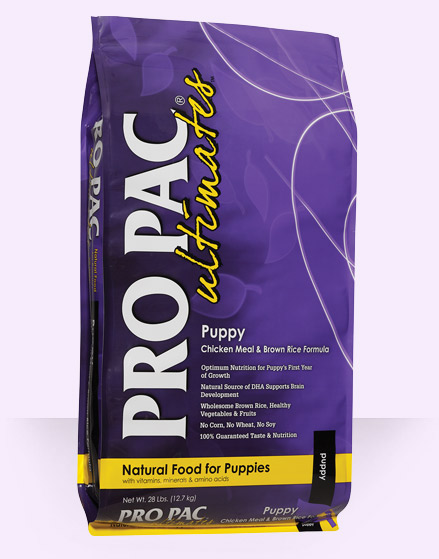 PRO PAC®
ultimates™
Puppy
Chicken Meal & Brown Rice Formula
Optimum Nutrition for Puppy's First Year
of Growth
Natural Source of DHA Supports Brain
Development
Wholesome Brown Rice, Healthy
Vegetables & Fruits
No Corn, No Wheat, No Soy
100% Guaranteed Taste & Nutrition
puppy
Natural Food for Puppies
with vitamins, minerals & amino acids
Net Wt. 28 Lbs. (12.7 kg)
PRO PAC
Puppy
Chicken Meal & Brown Rice
PRO PAC
ultimates
Natural Food